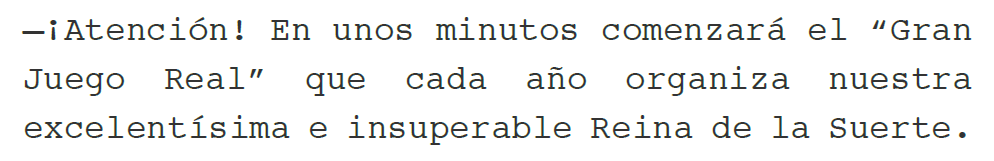 —¡Atención! En unos minutos comenzará el “Gran
Juego Real” que cada año organiza nuestra
excelentísima e insuperable Reina de la Suerte.